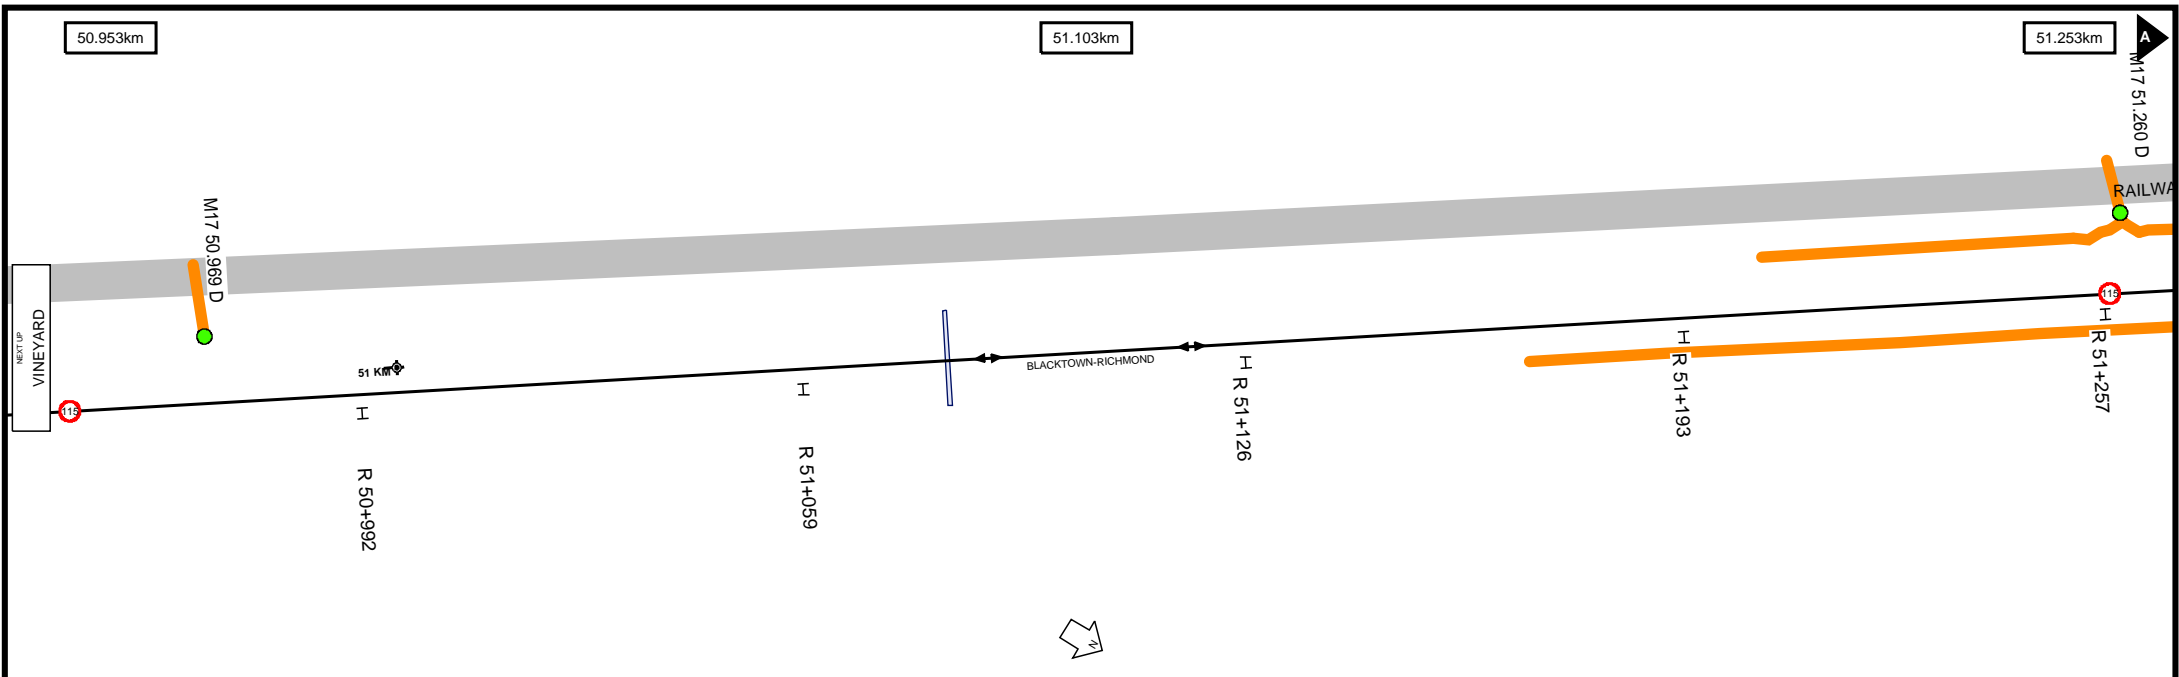 50.953km
51.103km
51.253km
A
M17 51.260 D
RAILWA
M17 50.969 D
NEXT UP
VINEYARD
115
51 KM
115
BLACKTOWN-RICHMOND
H
R 50+992
H
R 51+059
H
R 51+126
H
R 51+193
H
R 51+257
N